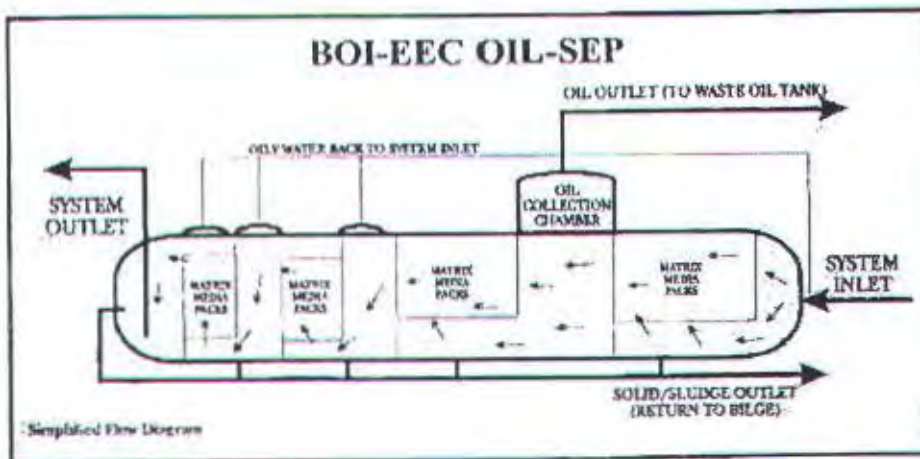 BOI-EEC OIL-SEP
OIL OUTLET (TO WASTE OIL TANK)
OILY WATER BACK TO SYSTEM INLET
SYSTEM
OUTLET
OIL
COLLECTION
CHAMBER
MATRIX
MEDIA
PACKS
MATRIX
MEDIA
PACKS
MATRIX
MEDIA
PACKS
MATRIX
MEDIA
PACKS
SYSTEM
INLET
SOLID/SLUDGE OUTLET
(RETURN TO BILGE)
Simplified Flow Diagram